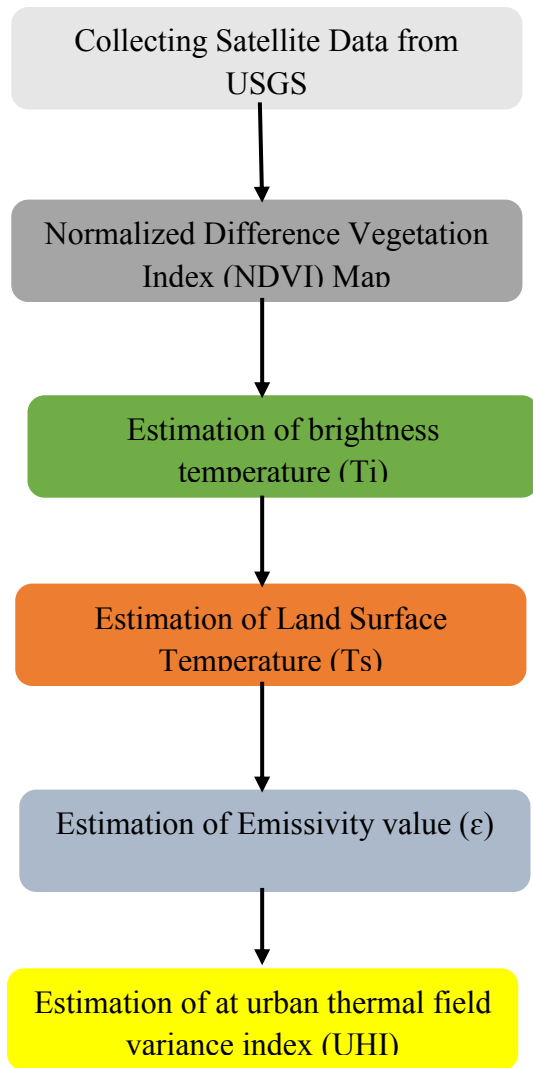 Collecting Satellite Data from
USGS
Normalized Difference Vegetation
Index (NDVI) Map
Estimation of brightness
temperature (Ti)
Estimation of Land Surface
Temperature (Ts)
Estimation of Emissivity value (ε)
Estimation of at urban thermal field
variance index (UHI)